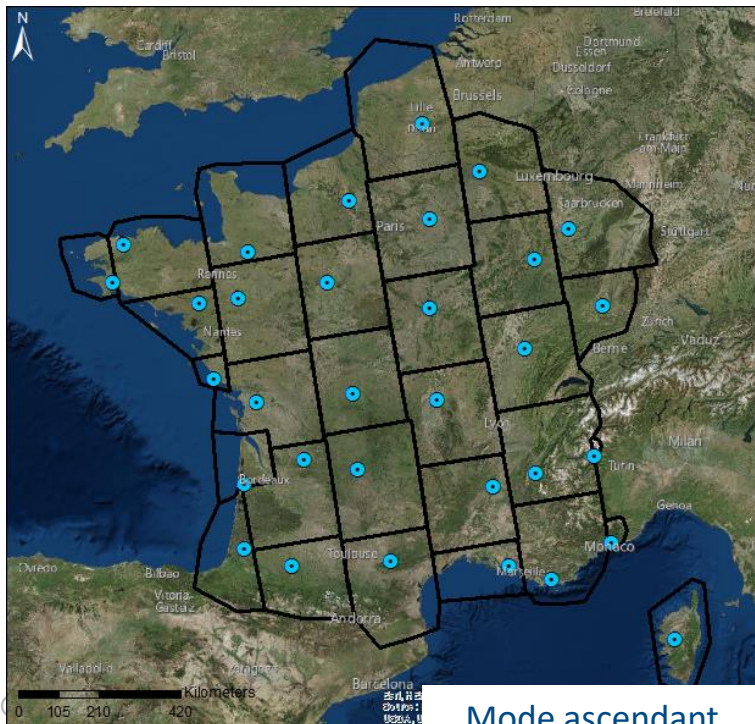 N
Rotterdam
Bielefeld
Cardiff
Bristol
Dortmund
Essen
Antwerp
Dusseldorf
Cologne
Brussels
Lille
Frankfurt
am-Main
Luxembourg
Mannheim
Saarbrucken
Paris
Stuttgart
Rennes
Nantes
Zurich
Vaduz
Berne
Lyon
Milan
Turin
Bordeaux
Genoa
Toulouse
Monaco
Marseille
Oviedo
Bilbao
Vitoria
Gasteiz
Andorra
Valladolid
Aragoza
Barcelona
Kilometers
0 105 210 420
Mode ascendant